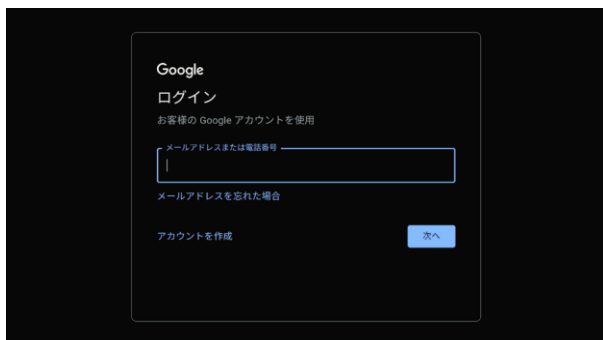 Google
ログイン
お客様の Google アカウントを使用
メールアドレスまたは電話番号
メールアドレスを忘れた場合
アカウントを作成
次へ